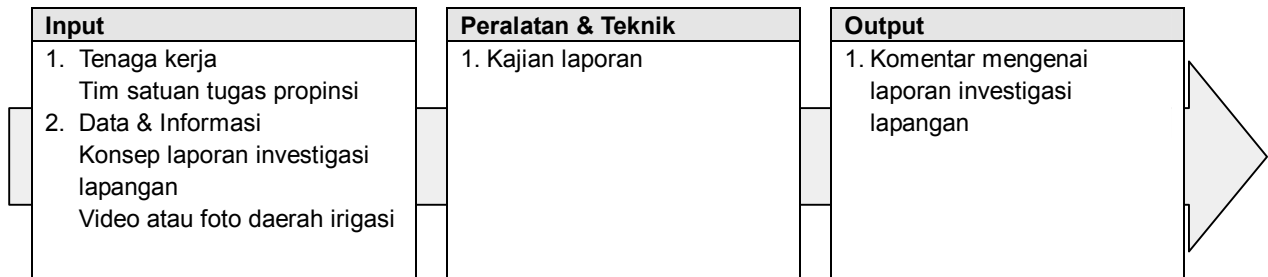 Input
1. Tenaga kerja
Tim satuan tugas propinsi
2. Data & Informasi
Konsep laporan investigasi
lapangan
Video atau foto daerah irigasi
Peralatan & Teknik
1. Kajian laporan
Output
1. Komentar mengenai
laporan investigasi
lapangan